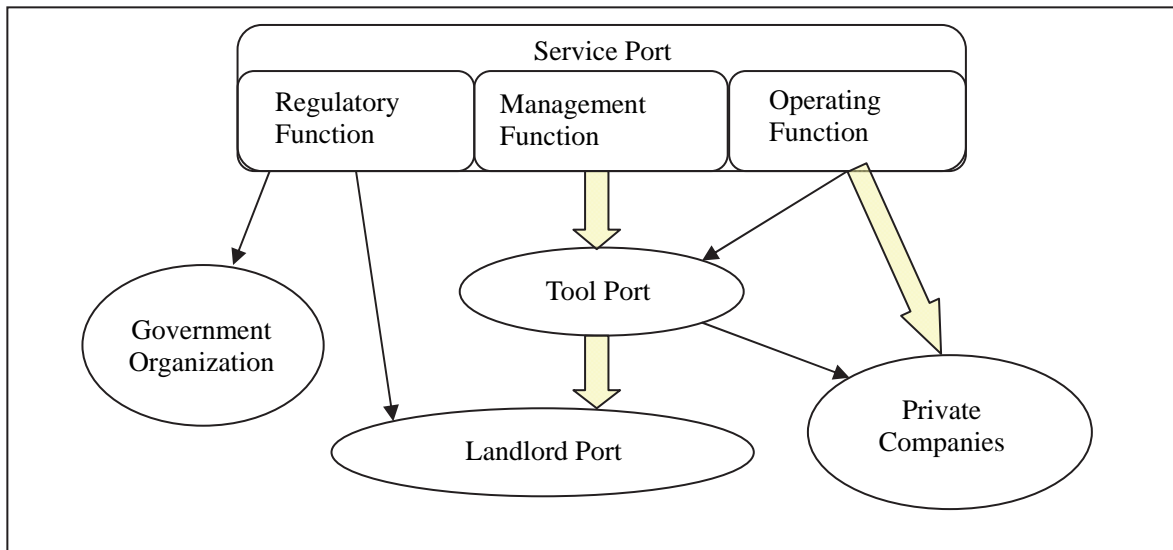 Service Port
Regulatory
Function
Management
Function
Operating
Function
Tool Port
Government
Organization
Private
Companies
Landlord Port